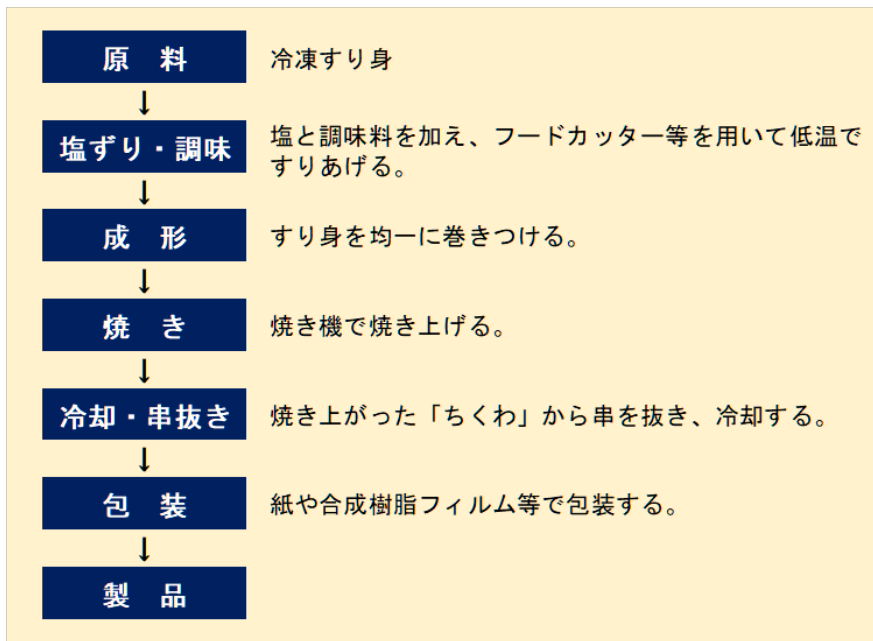 原　料
冷凍すり身
↓
塩ずり・調味
塩と調味料を加え、フードカッター等を用いて低温で
すりあげる。
↓
成　形
すり身を均一に巻きつける。
↓
焼　き
焼き機で焼き上げる。
↓
冷却・串抜き
焼き上がった「ちくわ」から串を抜き、冷却する。
↓
包　装
紙や合成樹脂フィルム等で包装する。
↓
製　品